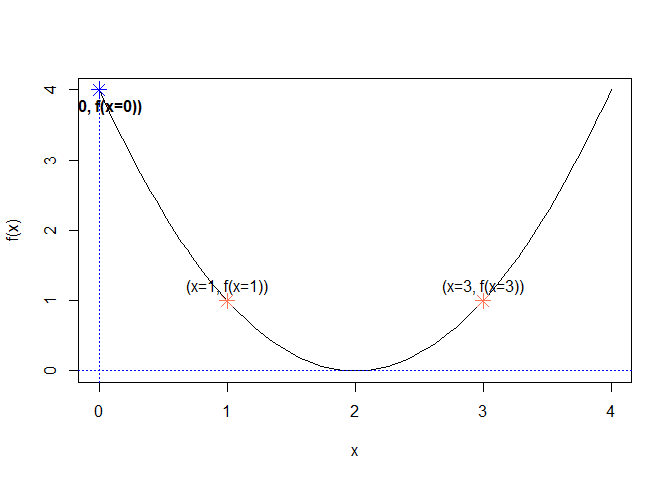 4
0, f(x=0))
3
2
(x=1, f(x=1))
(x=3, f(x=3))
1
0
f(x)
0 1 2 3 4
x